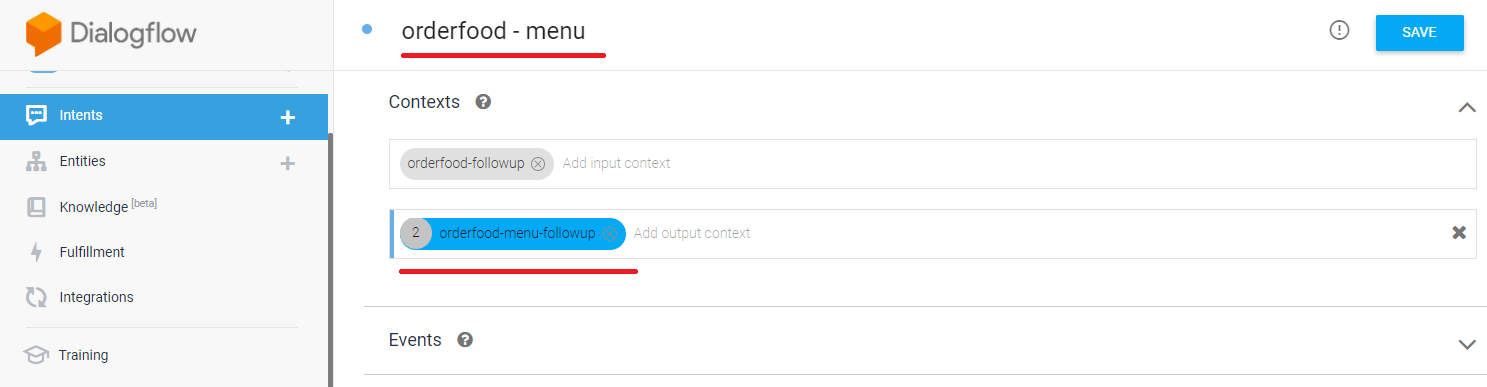 Dialogflow
orderfood - menu
SAVE
Intents
Entities
Knowledge [beta]
Fulfillment
Integrations
Training
Contexts
orderfood-followup Add input context
2 orderfood-menu-followup Add output context
Events